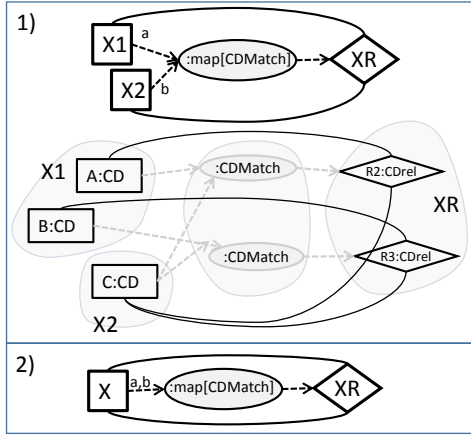 1)
X1
a
:map[CDMatch]
XR
X2
b
X1
A:CD
:CDMatch
R2:CDrel
XR
B:CD
:CDMatch
R3:CDrel
C:CD
X2
2)
X
a,b
:map[CDMatch]
XR